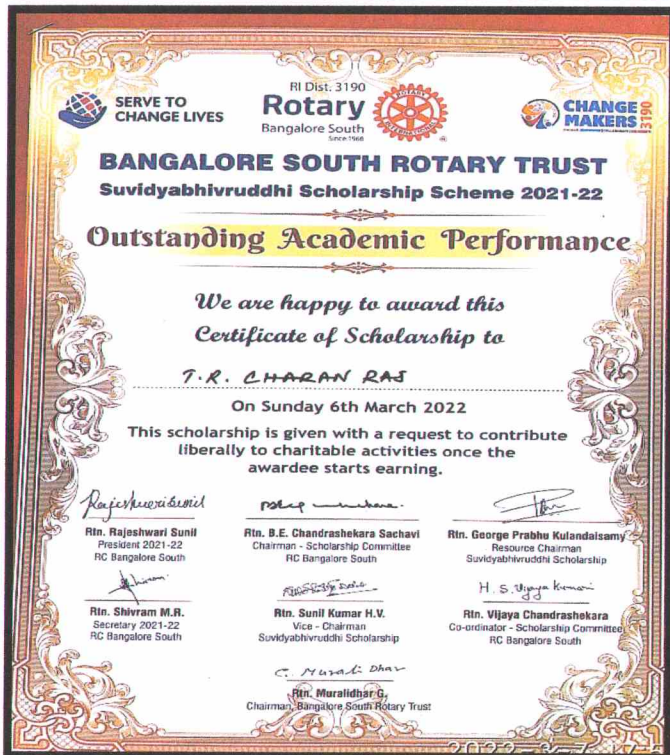 SERVE TO
CHANGE LIVES
RI Dist. 3190
Rotary
Bangalore South
Since 1968
ROTARY
INTERNATIONAL
CHANGE
MAKERS
3190
BANGALORE SOUTH ROTARY TRUST
Suvidyabhivruddhi Scholarship Scheme 2021-22
Outstanding Academic Performance
We are happy to award this
Certificate of Scholarship to
T.R. CHARAN RAJ
On Sunday 6th March 2022
This scholarship is given with a request to contribute
liberally to charitable activities once the
awardee starts earning.
Rajeshwari Sunil
Rtn. Rajeshwari Sunil
President 2021-22
RC Bangalore South
Rtn. B.E. Chandrashekara Sachavi
Chairman - Scholarship Committee
RC Bangalore South
Rtn. George Prabhu Kulandaisamy
Resource Chairman
Suvidyabhivruddhi Scholarship
Rtn. Shivram M.R.
Secretary 2021-22
RC Bangalore South
Rtn. Sunil Kumar H.V.
Vice - Chairman
Suvidyabhivruddhi Scholarship
H.S. Vijaya Kumari
Rtn. Vijaya Chandrashekara
Co-ordinator - Scholarship Committee
RC Bangalore South
C. Murali Dhar
Rtn. Muralidhar G.
Chairman, Bangalore South Rotary Trust